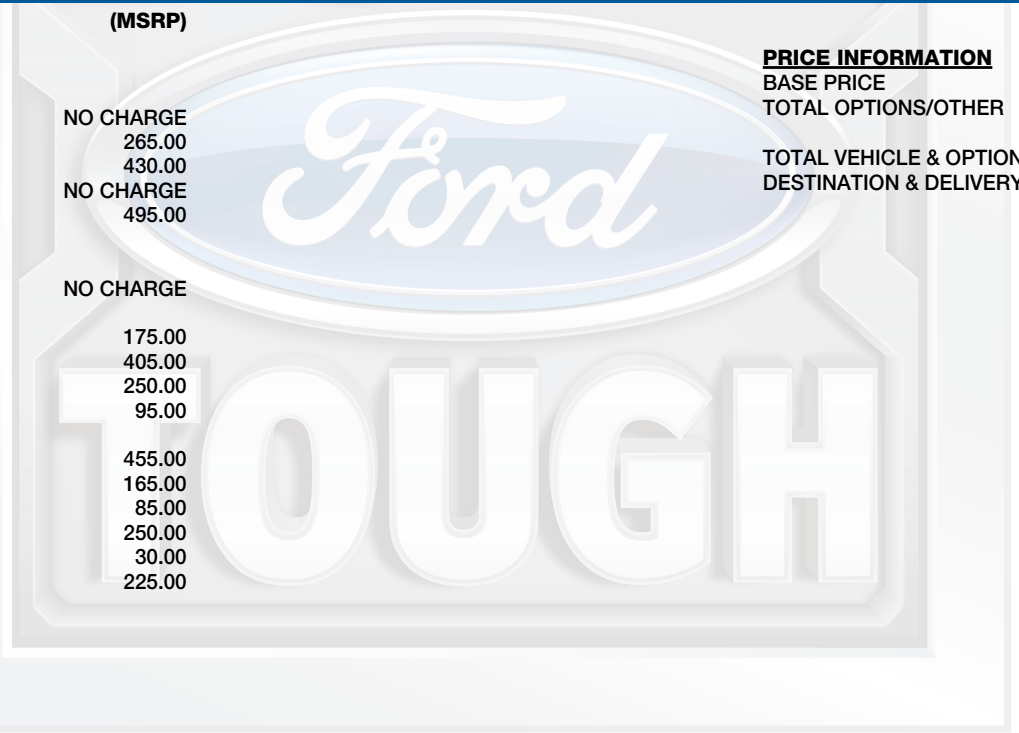 (MSRP)
NO CHARGE
265.00
430.00
NO CHARGE
495.00
NO CHARGE
175.00
405.00
250.00
95.00
455.00
165.00
85.00
250.00
30.00
225.00
PRICE INFORMATION
BASE PRICE
TOTAL OPTIONS/OTHER
TOTAL VEHICLE & OPTION
DESTINATION & DELIVERY
Ford
TOUGH